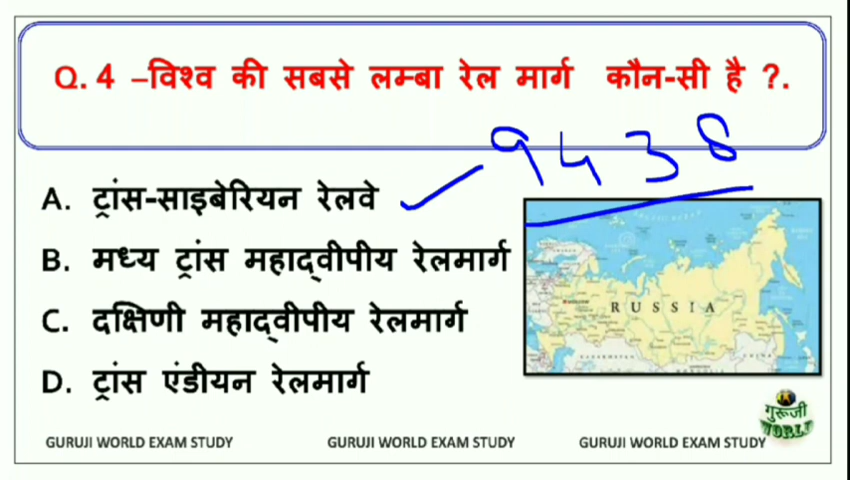 Q. 4 –विश्व की सबसे लम्बा रेल मार्ग कौन-सी है ?.
9438
A. ट्रांस-साइबेरियन रेलवे
B. मध्य ट्रांस महाद्वीपीय रेलमार्ग
RUSSIA
C. दक्षिणी महाद्वीपीय रेलमार्ग
D. ट्रांस एंडीयन रेलमार्ग
गुरूजी
WORLD
GURUJI WORLD EXAM STUDY GURUJI WORLD EXAM STUDY GURUJI WORLD EXAM STUDY